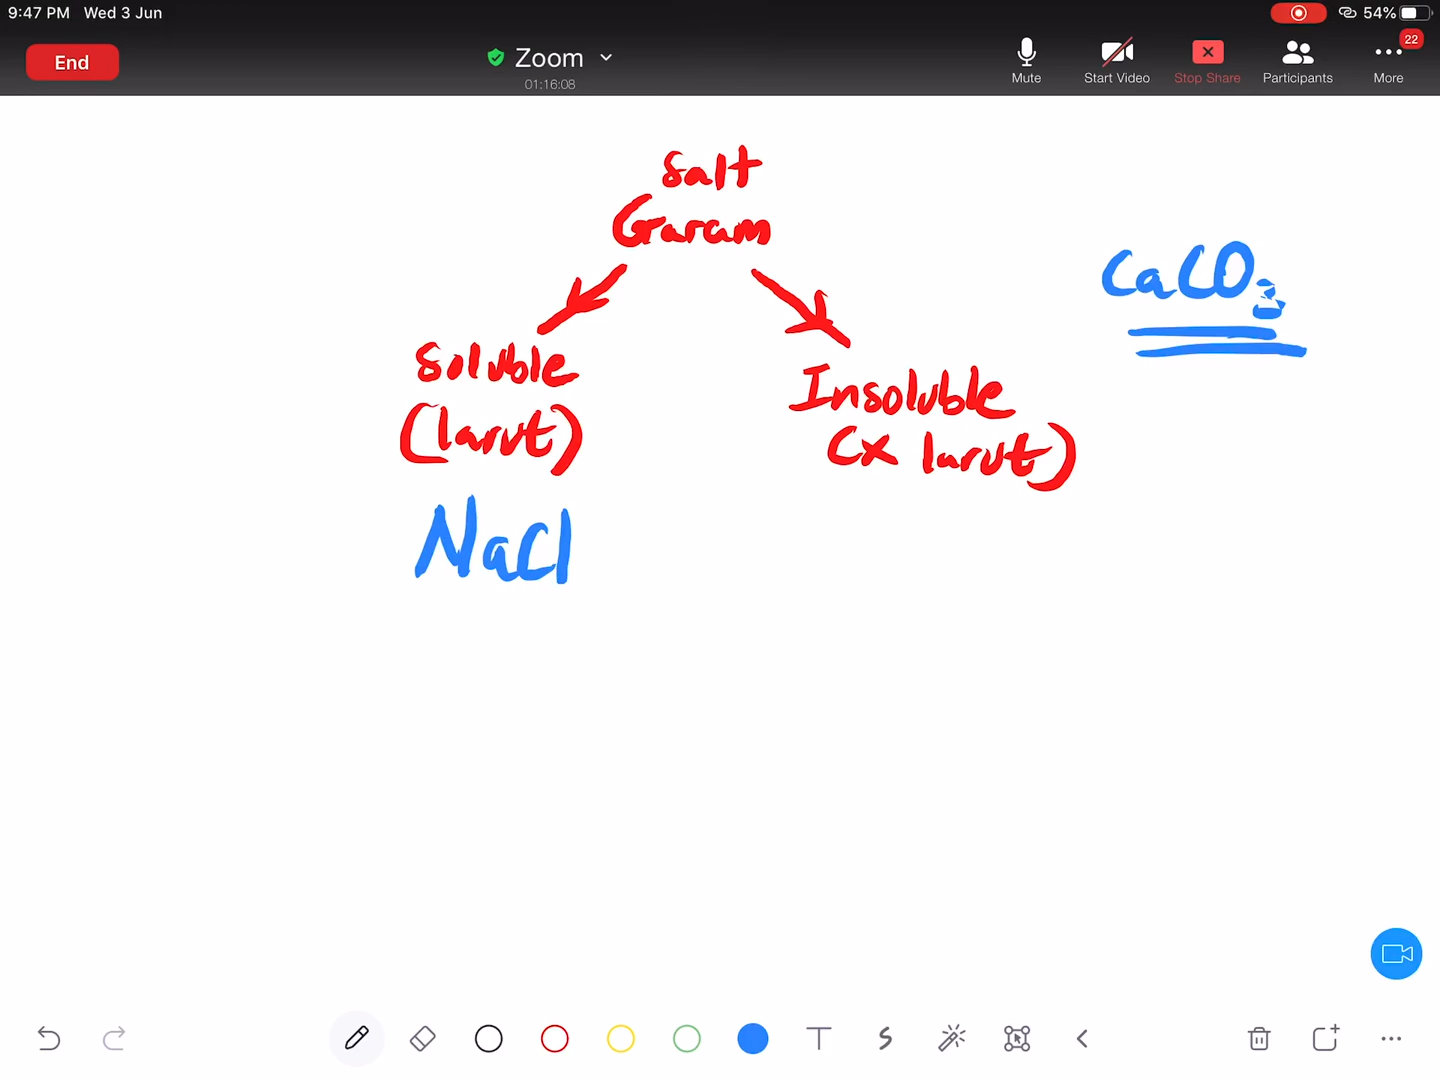 9:47 PM Wed 3 Jun
54%
End
Zoom
01:16:08
Mute
Start Video
Stop Share
Participants
22
More
Salt
Garam
CaCO3
Soluble
(larut)
Insoluble
(x larut)
NaCl